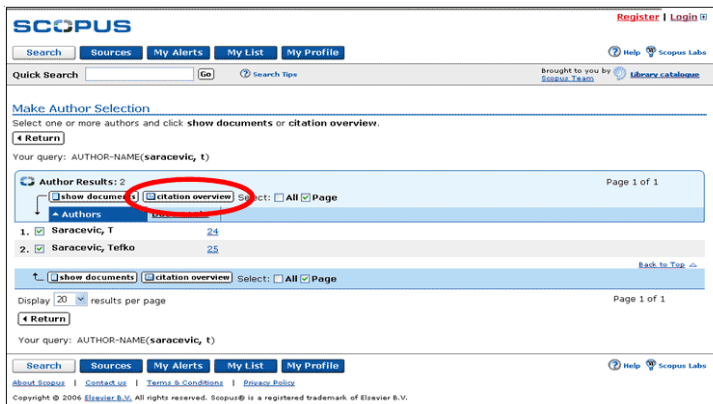 SCOPUS
Register | Login
Search Sources My Alerts My List My Profile Help Scopus Labs
Quick Search Go Search Tips Brought to you by Scopus Team Library catalogue
Make Author Selection
Select one or more authors and click show documents or citation overview.
Return
Your query: AUTHOR-NAME(saracevic, t)
Author Results: 2 Page 1 of 1
show documents citation overview Select: All Page
Authors Documents
1. Saracevic, T 24
2. Saracevic, Tefko 25
Back to Top
show documents citation overview Select: All Page
Display 20 results per page Page 1 of 1
Return
Your query: AUTHOR-NAME(saracevic, t)
Search Sources My Alerts My List My Profile Help Scopus Labs
About Scopus | Contact us | Terms & Conditions | Privacy Policy
Copyright © 2006 Elsevier B.V. All rights reserved. Scopus® is a registered trademark of Elsevier B.V.